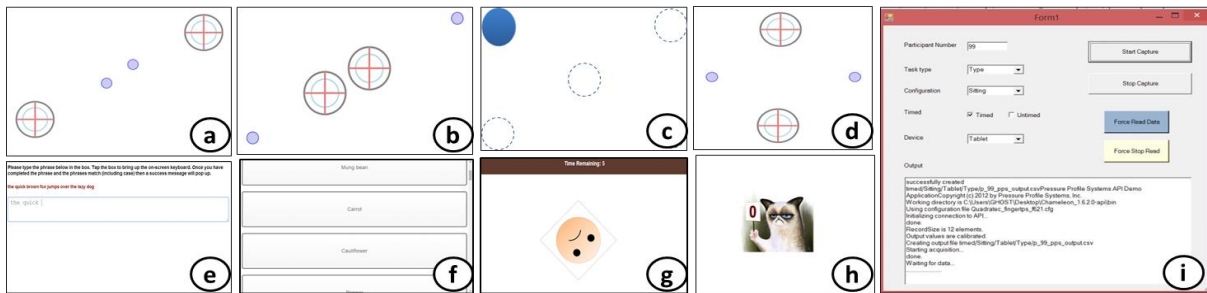 a
b
c
d
Please type the phrase below in the box. Tap the box to bring up the on-screen keyboard. Once you have
completed the phrase and the phrases match (including case) then a success message will pop up.
the quick brown fox jumps over the lazy dog
the quick
e
Mung bean
Carrot
Cauliflower
f
Time Remaining: 5
g
0
h
Form1
Participant Number 99
Start Capture
Task type Type
Stop Capture
Configuration Sitting
Timed Timed Untimed
Force Read Data
Device Tablet
Force Stop Read
Output
successfully created
timed/Sitting/Tablet/Type/p_99_pps_output.csvPressure Profile Systems API Demo
ApplicationCopyright (c) 2012 by Pressure Profile Systems, Inc.
Working directory is C:\Users\GHOST\Desktop\Chameleon_1.6.2.0-api\bin
Using configuration file Quadratec_fingertips_f621.cfg
Initializing connection to API...
done.
RecordSize is 12 elements.
Output values are calibrated.
Creating output file timed/Sitting/Tablet/Type/p_99_pps_output.csv
Starting acquisition...
done.
Waiting for data...
i